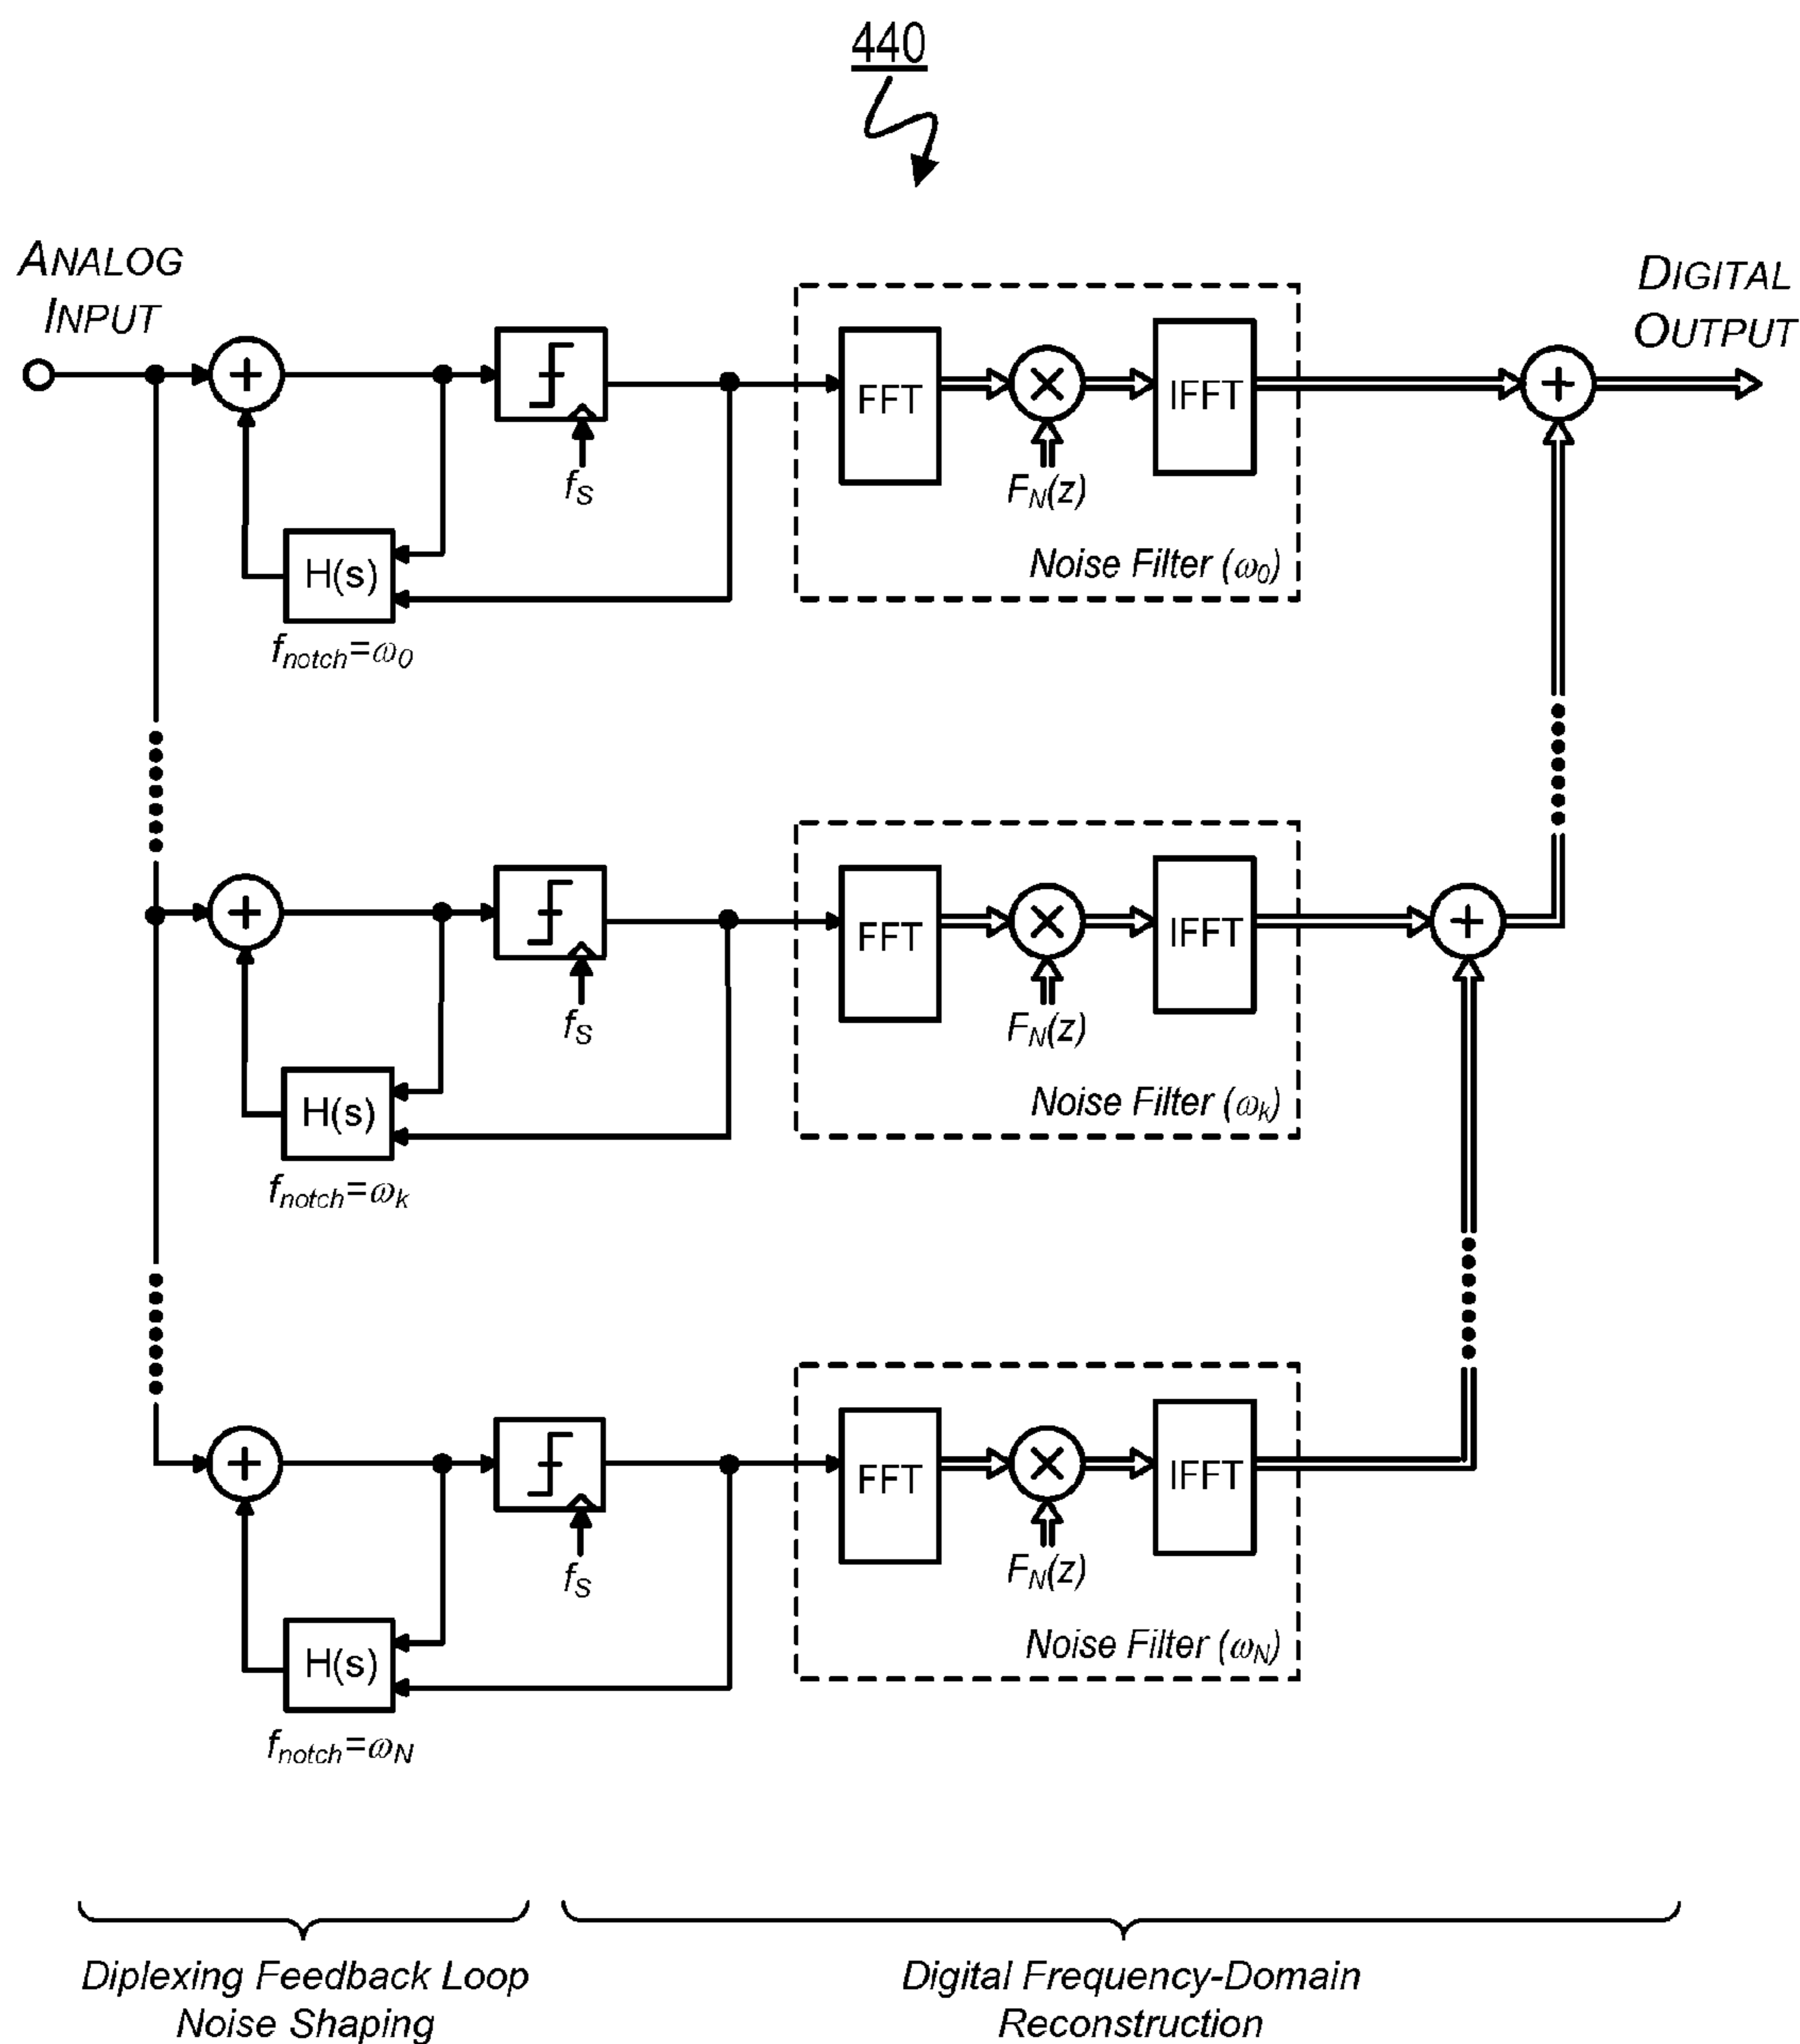 440
ANALOG
INPUT
DIGITAL
OUTPUT
FFT
IFFT
fS
FN(z)
H(s)
Noise Filter (ω0)
fnotch=ω0
FFT
IFFT
fS
FN(z)
H(s)
Noise Filter (ωk)
fnotch=ωk
FFT
IFFT
fS
FN(z)
H(s)
Noise Filter (ωN)
fnotch=ωN
Diplexing Feedback Loop
Noise Shaping
Digital Frequency-Domain
Reconstruction